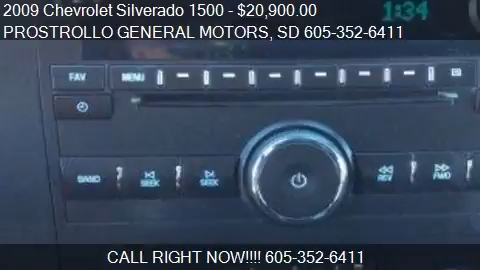 2009 Chevrolet Silverado 1500 - $20,900.00
PROSTROLLO GENERAL MOTORS, SD 605-352-6411
1:34
FAV MENU
BAND SEEK SEEK REV FWD
CALL RIGHT NOW!!!! 605-352-6411